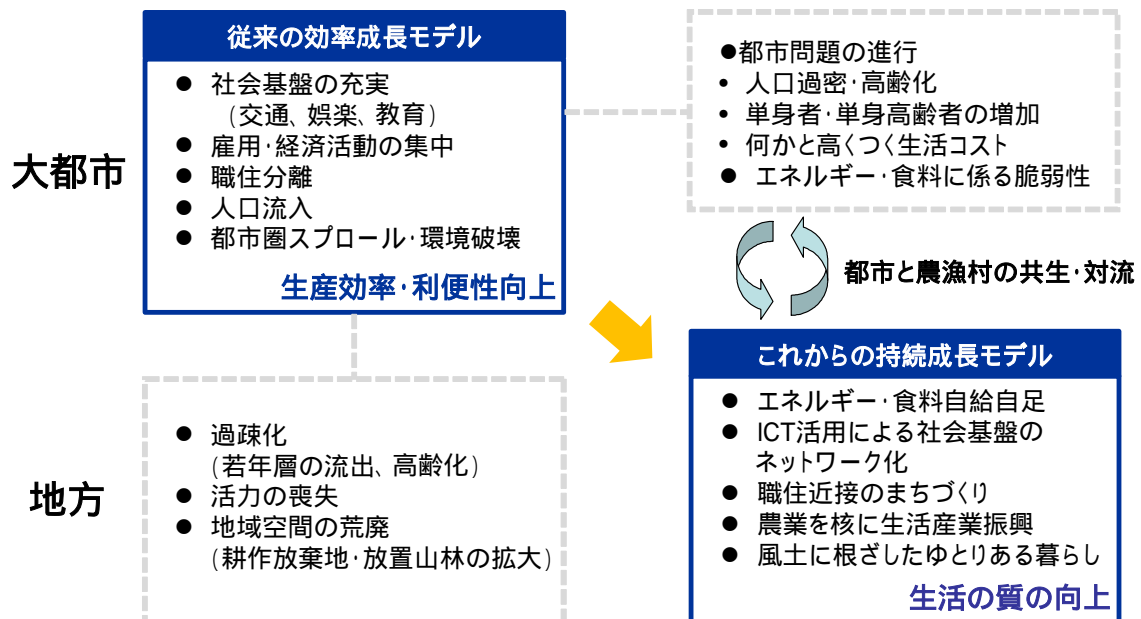 大都市
従来の効率成長モデル
● 社会基盤の充実
(交通、娯楽、教育)
● 雇用･経済活動の集中
● 職住分離
● 人口流入
● 都市圏スプロール･環境破壊
生産効率･利便性向上
●都市問題の進行
• 人口過密･高齢化
• 単身者･単身高齢者の増加
• 何かと高くつく生活コスト
● エネルギー･食料に係る脆弱性
都市と農漁村の共生･対流
地方
● 過疎化
(若年層の流出、高齢化)
● 活力の喪失
● 地域空間の荒廃
(耕作放棄地･放置山林の拡大)
これからの持続成長モデル
● エネルギー･食料自給自足
● ICT活用による社会基盤の
ネットワーク化
● 職住近接のまちづくり
● 農業を核に生活産業振興
● 風土に根ざしたゆとりある暮らし
生活の質の向上